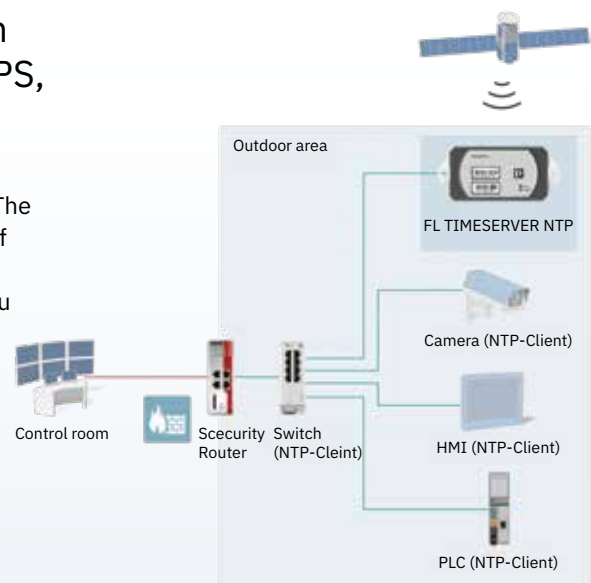 n
PS,
The
f
u
Outdoor area
FL TIMESERVER NTP
Camera (NTP-Client)
Control room
Scecurity
Router
Switch
(NTP-Cleint)
HMI (NTP-Client)
PLC (NTP-Client)